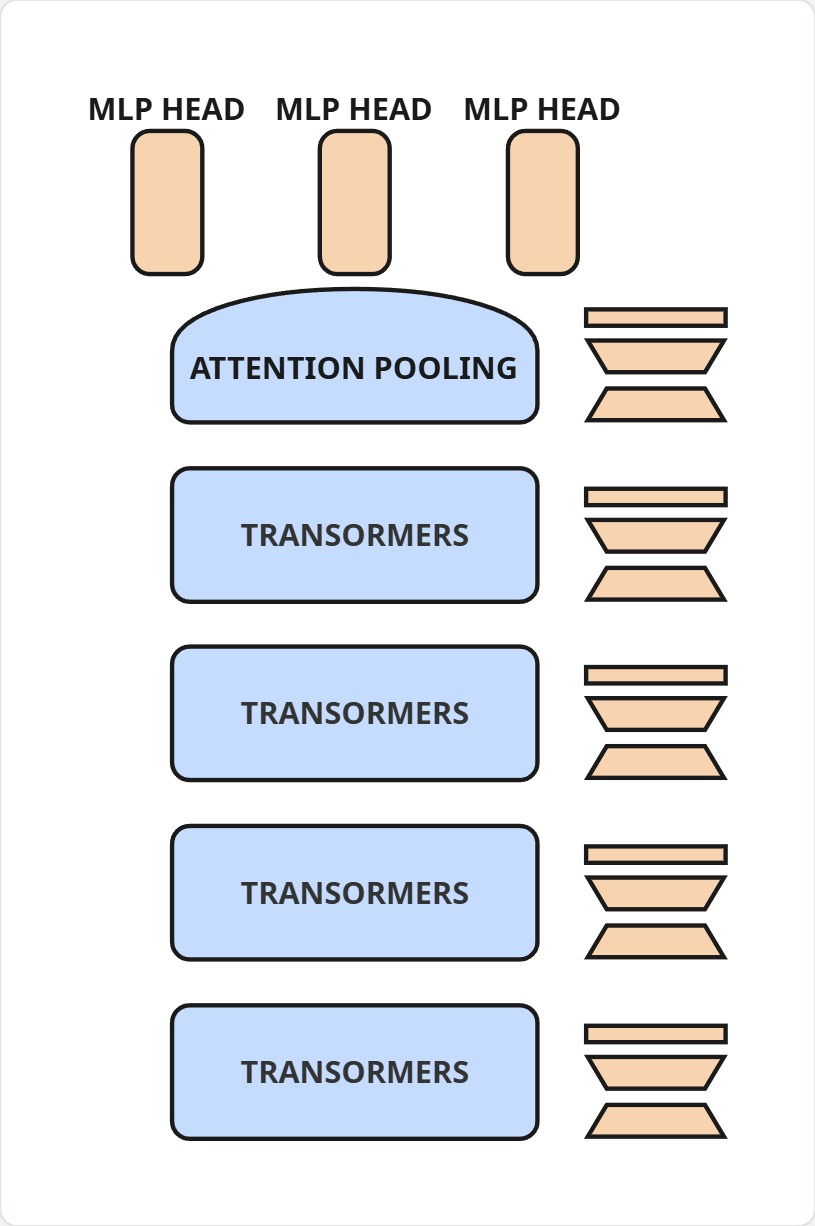 MLP HEAD MLP HEAD MLP HEAD
ATTENTION POOLING
TRANSORMERS
TRANSORMERS
TRANSORMERS
TRANSORMERS